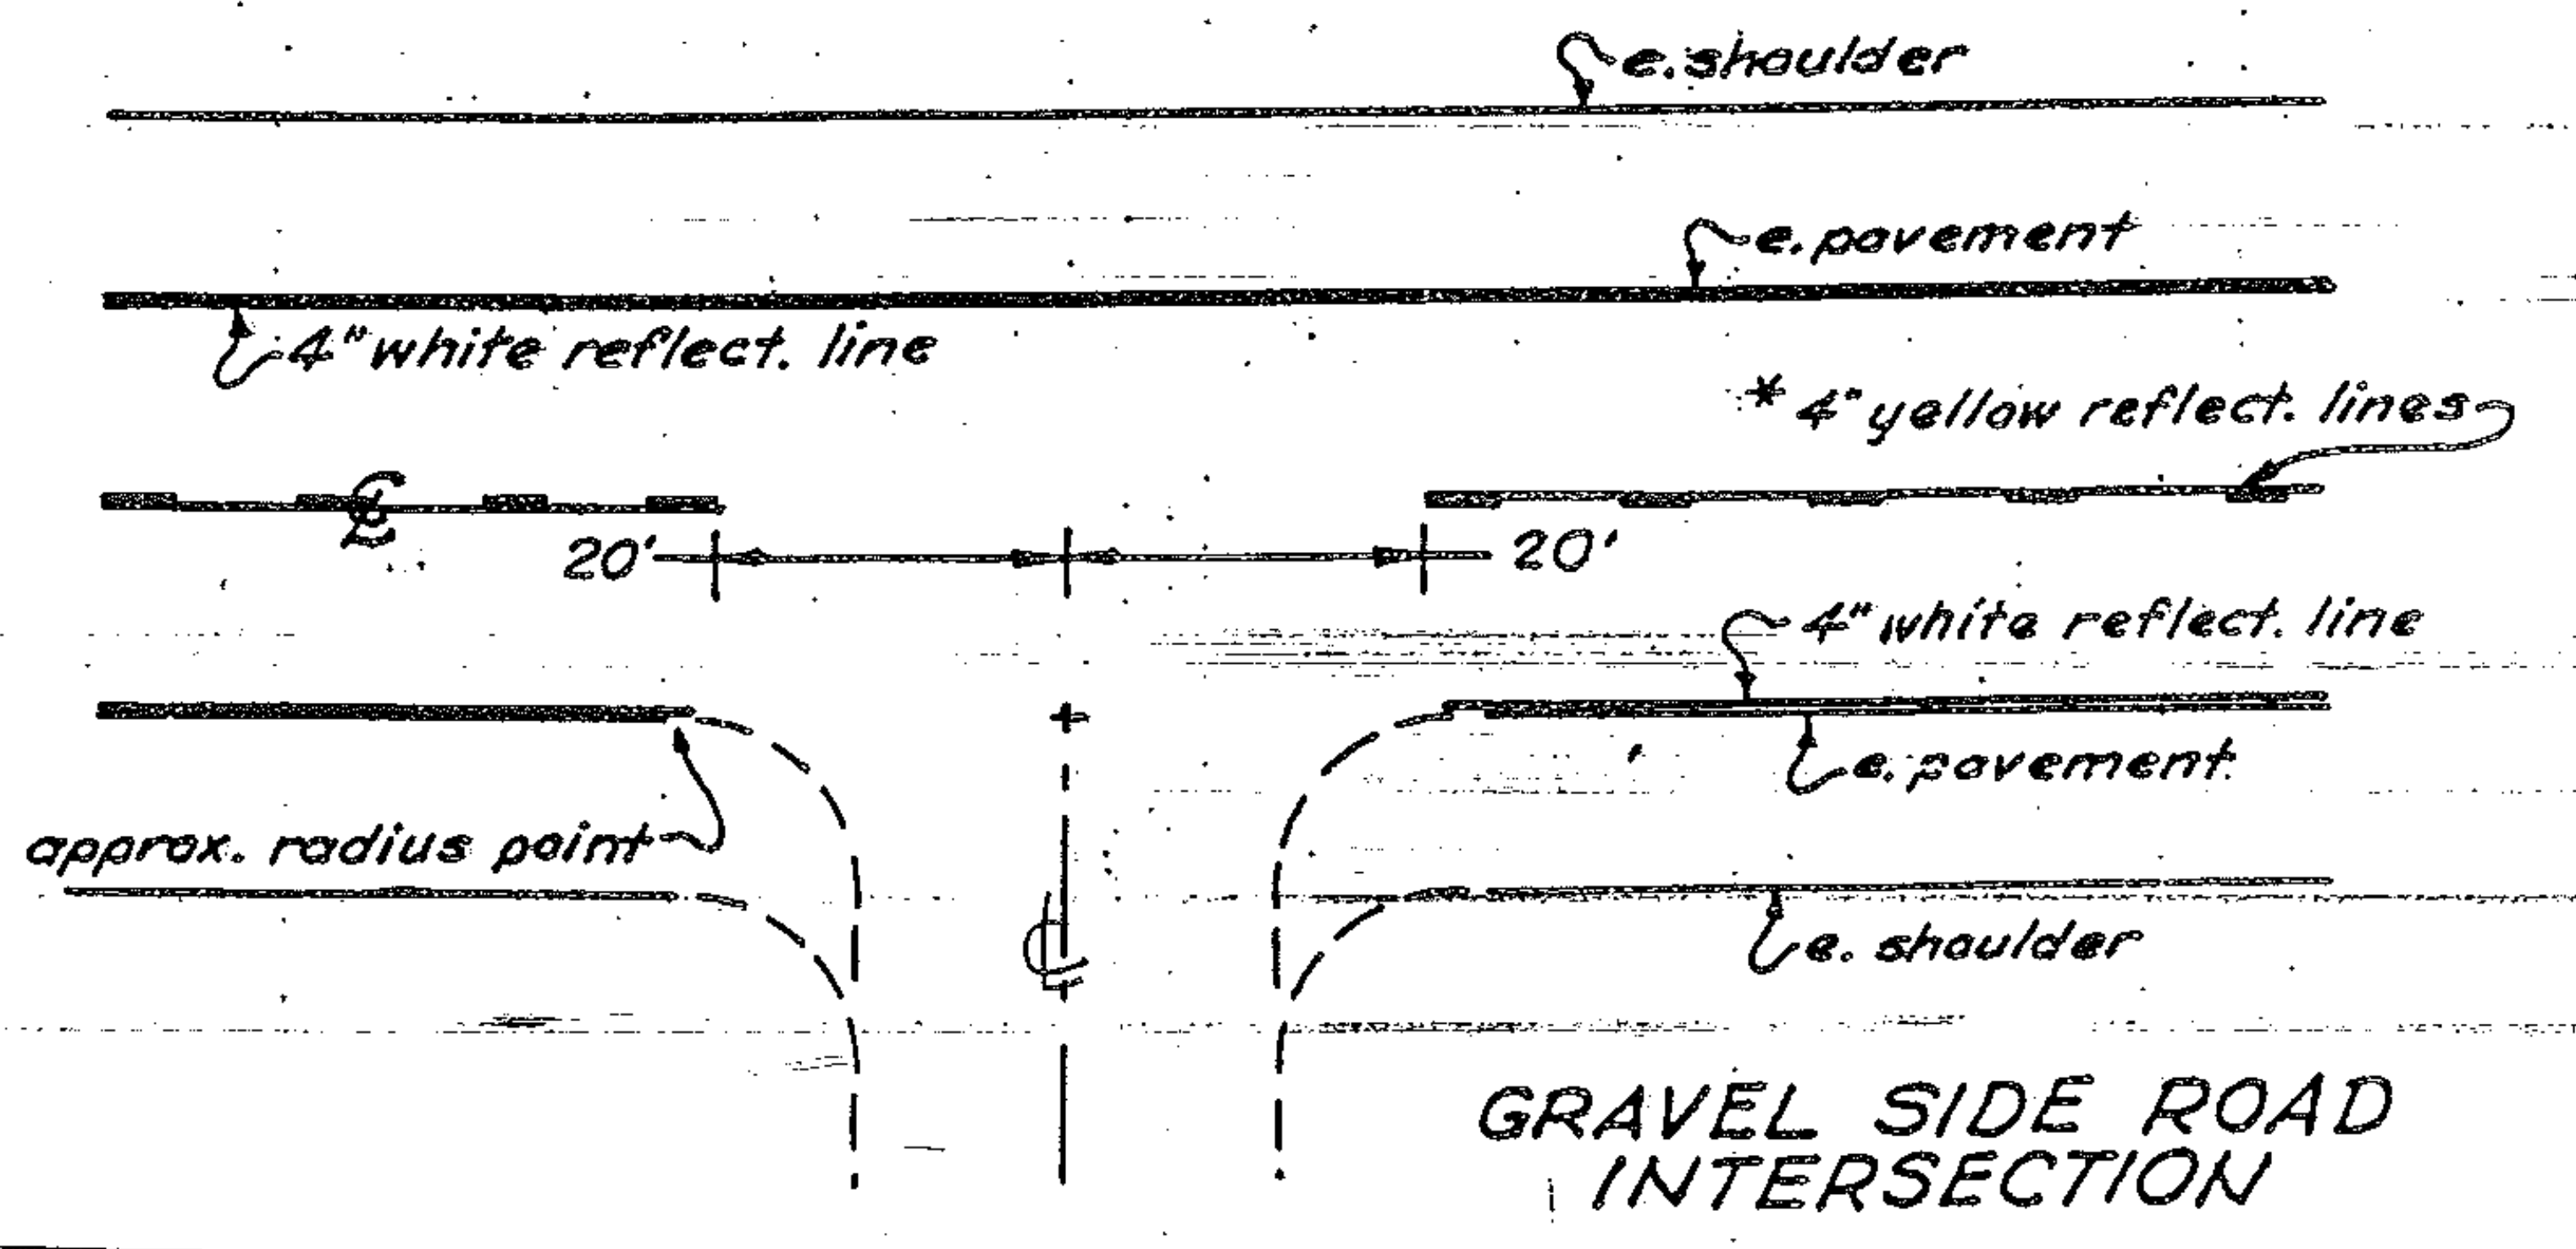 e. shoulder
e. pavement
4" white reflect. line
* 4" yellow reflect. lines
℄
20' 20'
4" white reflect. line
e. pavement
approx. radius point
℄
e. shoulder
GRAVEL SIDE ROAD
INTERSECTION